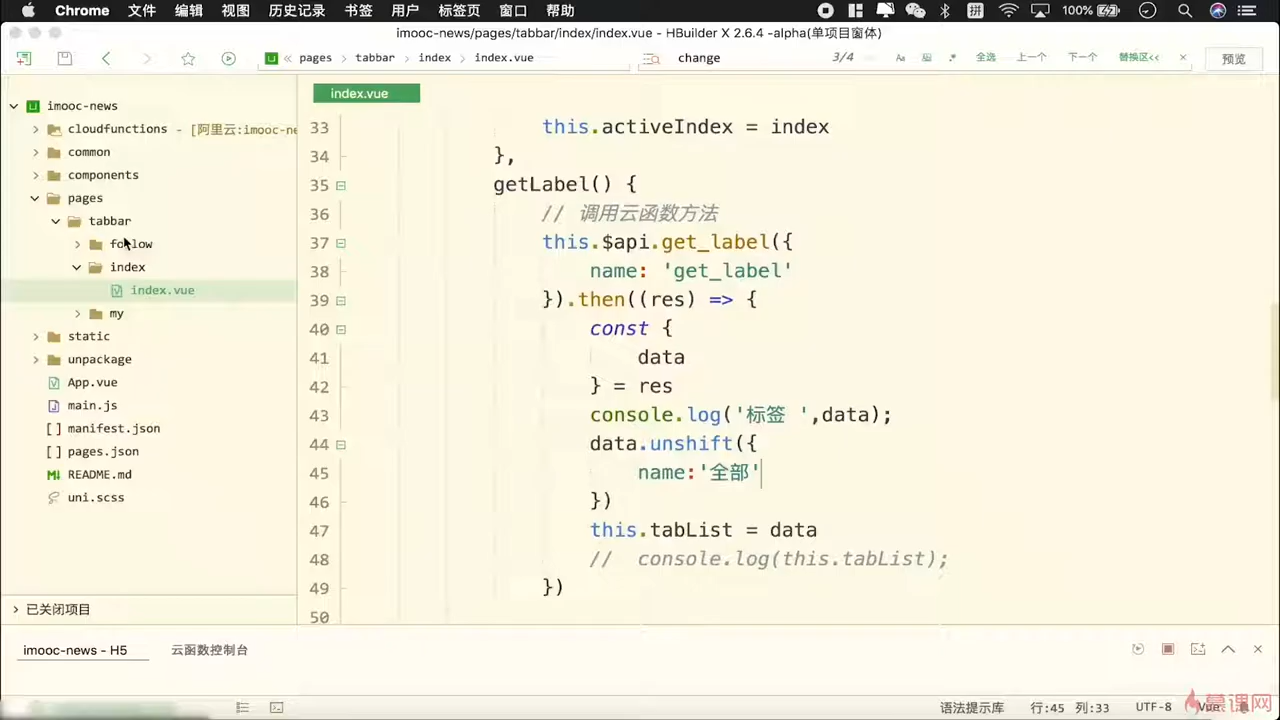 Chrome 文件 编辑 视图 历史记录 书签 用户 标签页 窗口 帮助 拼 100%
imooc-news/pages/tabbar/index/index.vue - HBuilder X 2.6.4 -alpha(单项目窗体)
pages tabbar index index.vue change 3/4 Aa 全选 上一个 下一个 替换区<< 预览
imooc-news
cloudfunctions - [阿里云:imooc-ne
common
components
pages
tabbar
follow
index
index.vue
my
static
unpackage
App.vue
main.js
manifest.json
pages.json
README.md
uni.scss
已关闭项目
index.vue
33 this.activeIndex = index
34 },
35 getLabel() {
36 // 调用云函数方法
37 this.$api.get_label({
38 name: 'get_label'
39 }).then((res) => {
40 const {
41 data
42 } = res
43 console.log('标签 ',data);
44 data.unshift({
45 name:'全部'
46 })
47 this.tabList = data
48 // console.log(this.tabList);
49 })
50
imooc-news - H5 云函数控制台
语法提示库 行:45 列:33 UTF-8 Vue
慕课网